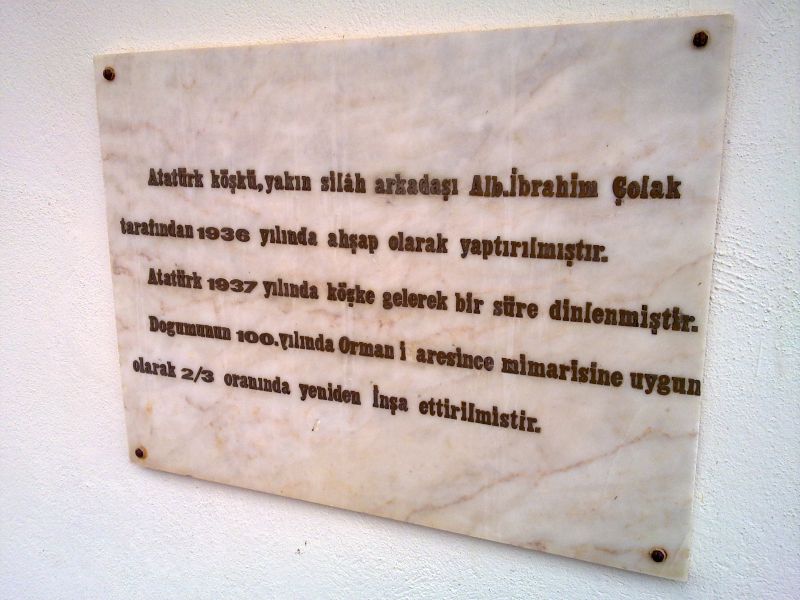 Atatürk köşkü, yakın silâh arkadaşı Alb.İbrahim Çolak
tarafından 1936 yılında ahşap olarak yaptırılmıştır.
Atatürk 1937 yılında köşke gelerek bir süre dinlenmiştir.
Dogumunun 100.yılında Orman i aresince mimarisine uygun
olarak 2/3 oranında yeniden İnşa ettirilmistir.